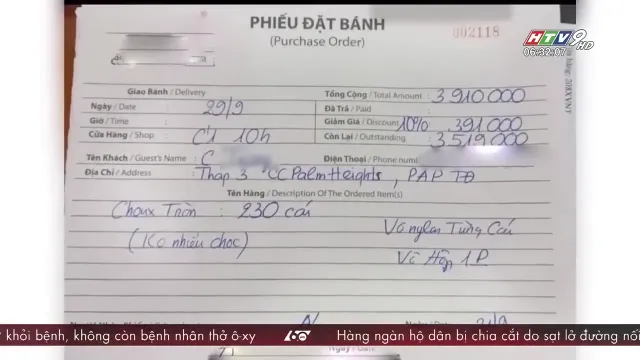 PHIẾU ĐẶT BÁNH
(Purchase Order)
002118
HTV9 HD
06:32:07
Giao Bánh / Delivery
Ngày / Date : 29/9
Giờ / Time :
Cửa Hàng / Shop : C1 10h
Tổng Cộng / Total Amount : 3 910 000
Đã Trả / Paid :
Giảm Giá / Discount 10% 391 000
Còn Lại / Outstanding : 3 519 000
Tên Khách / Guest's Name : C
Điện Thoại / Phone num
Địa Chỉ / Address : Tháp 3 CC Palm Heights, PAP TĐ
Tên Hàng / Description Of The Ordered Item(s)
Choux Tròn : 230 cái
(Ko nhiều choc)
Vô nylon Từng Cái
Vô Hộp 1P
ừ khỏi bệnh, không còn bệnh nhân thở ô-xy
Hàng ngàn hộ dân bị chia cắt do sạt lở đường nối